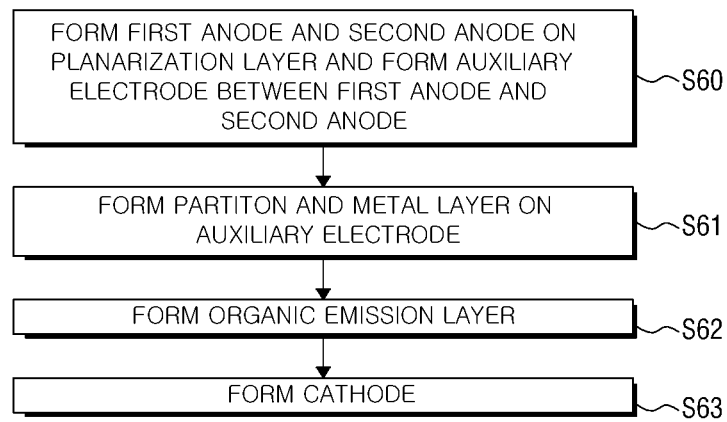 FORM FIRST ANODE AND SECOND ANODE ON
PLANARIZATION LAYER AND FORM AUXILIARY
ELECTRODE BETWEEN FIRST ANODE AND
SECOND ANODE
S60
FORM PARTITON AND METAL LAYER ON
AUXILIARY ELECTRODE
S61
FORM ORGANIC EMISSION LAYER
S62
FORM CATHODE
S63